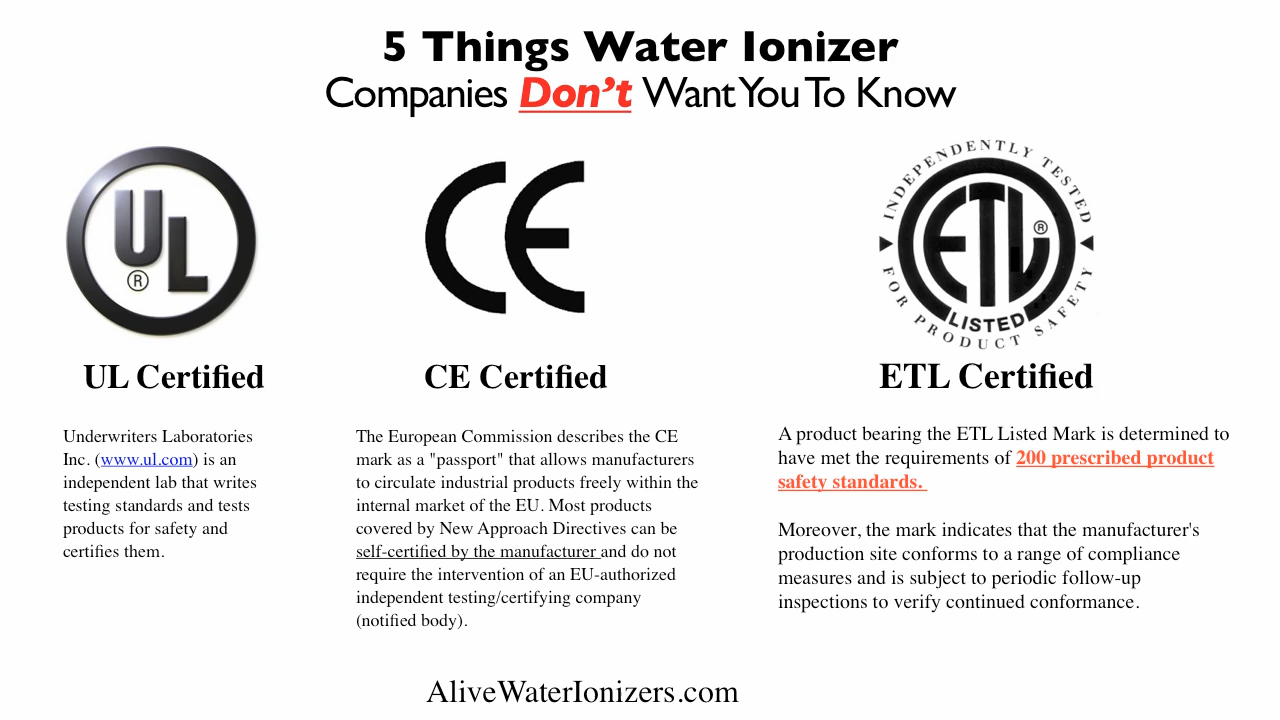 5 Things Water Ionizer
Companies Don't Want You To Know
UL
®
UL Certified
Underwriters Laboratories
Inc. (www.ul.com) is an
independent lab that writes
testing standards and tests
products for safety and
certifies them.
CE
CE Certified
The European Commission describes the CE
mark as a "passport" that allows manufacturers
to circulate industrial products freely within the
internal market of the EU. Most products
covered by New Approach Directives can be
self-certified by the manufacturer and do not
require the intervention of an EU-authorized
independent testing/certifying company
(notified body).
INDEPENDENTLY TESTED
ETL ®
LISTED
FOR PRODUCT SAFETY
ETL Certified
A product bearing the ETL Listed Mark is determined to
have met the requirements of 200 prescribed product
safety standards.
Moreover, the mark indicates that the manufacturer's
production site conforms to a range of compliance
measures and is subject to periodic follow-up
inspections to verify continued conformance.
AliveWaterIonizers.com